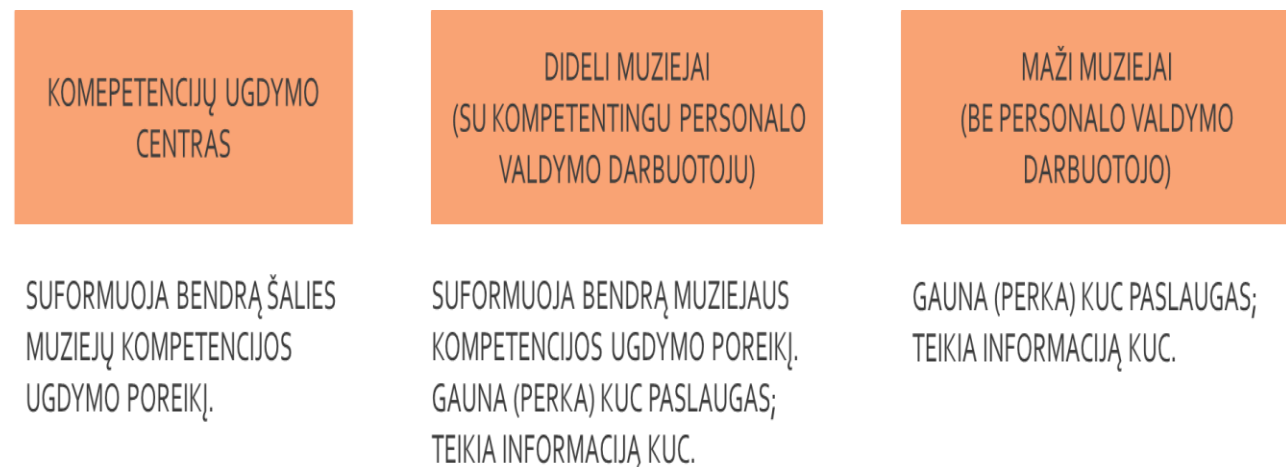 KOMEPETENCIJŲ UGDYMO
CENTRAS
SUFORMUOJA BENDRĄ ŠALIES
MUZIEJŲ KOMPETENCIJOS
UGDYMO POREIKĮ.
DIDELI MUZIEJAI
(SU KOMPETENTINGU PERSONALO
VALDYMO DARBUOTOJU)
SUFORMUOJA BENDRĄ MUZIEJAUS
KOMPETENCIJOS UGDYMO POREIKĮ.
GAUNA (PERKA) KUC PASLAUGAS;
TEIKIA INFORMACIJĄ KUC.
MAŽI MUZIEJAI
(BE PERSONALO VALDYMO
DARBUOTOJO)
GAUNA (PERKA) KUC PASLAUGAS;
TEIKIA INFORMACIJĄ KUC.